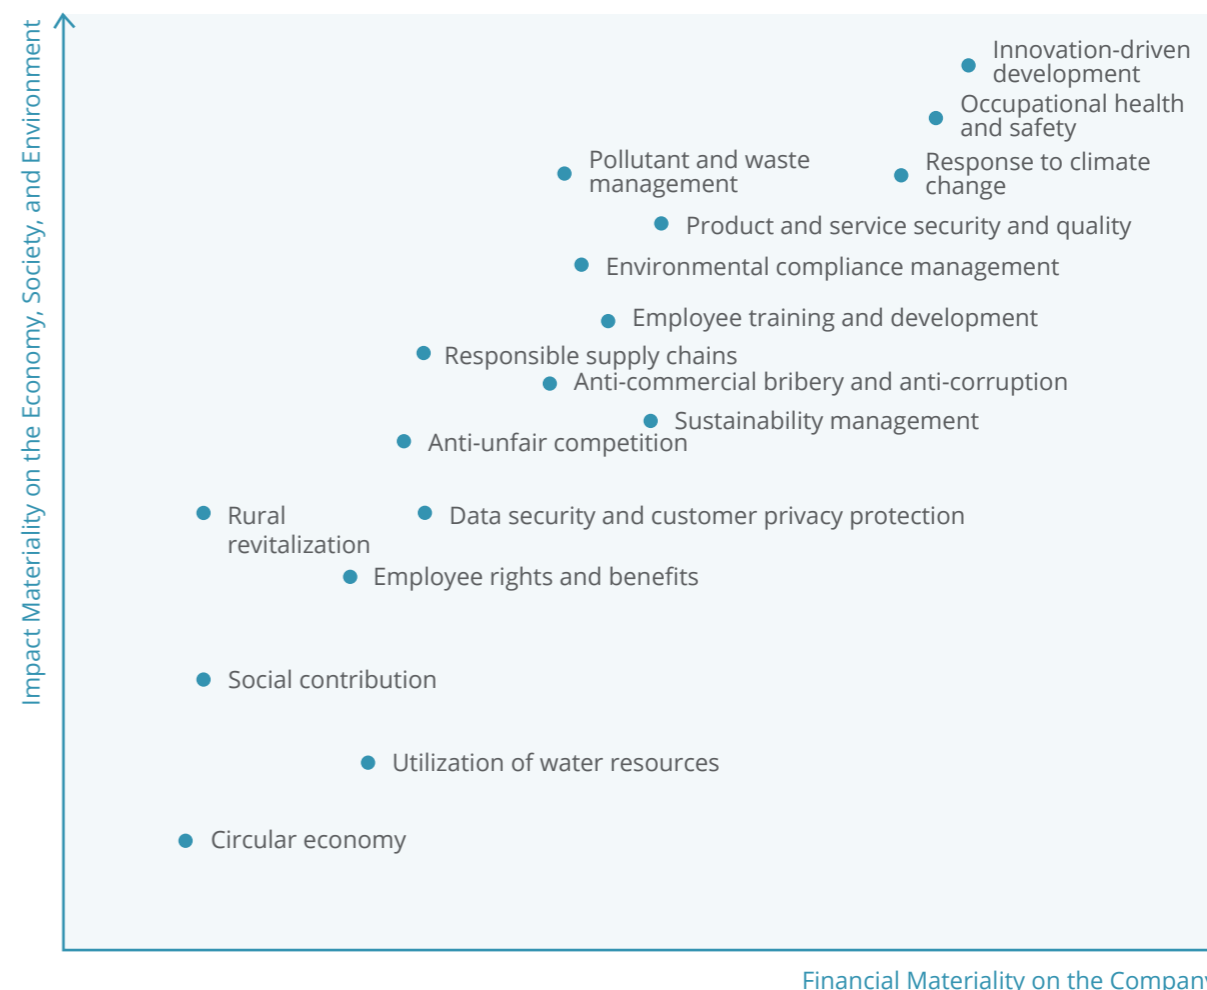 Impact Materiality on the Economy, Society, and Environment
Innovation-driven
development
Occupational health
and safety
Pollutant and waste
management
Response to climate
change
Product and service security and quality
Environmental compliance management
Employee training and development
Responsible supply chains
Anti-commercial bribery and anti-corruption
Sustainability management
Anti-unfair competition
Rural
revitalization
Data security and customer privacy protection
Employee rights and benefits
Social contribution
Utilization of water resources
Circular economy
Financial Materiality on the Company